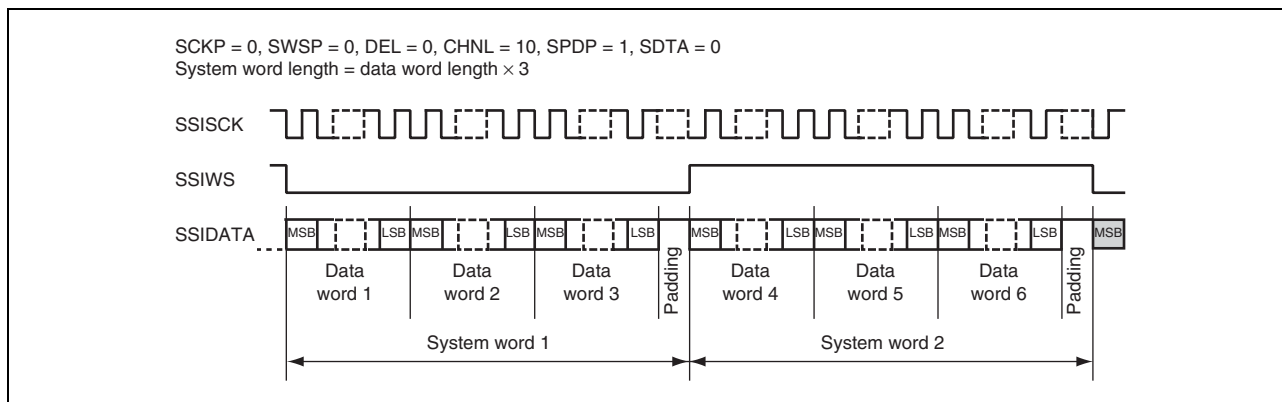 SCKP = 0, SWSP = 0, DEL = 0, CHNL = 10, SPDP = 1, SDTA = 0
System word length = data word length × 3
SSISCK
SSIWS
SSIDATA
MSB LSB MSB LSB MSB LSB MSB LSB MSB LSB MSB LSB MSB
Data word 1
Data word 2
Data word 3
Padding
Data word 4
Data word 5
Data word 6
Padding
System word 1
System word 2